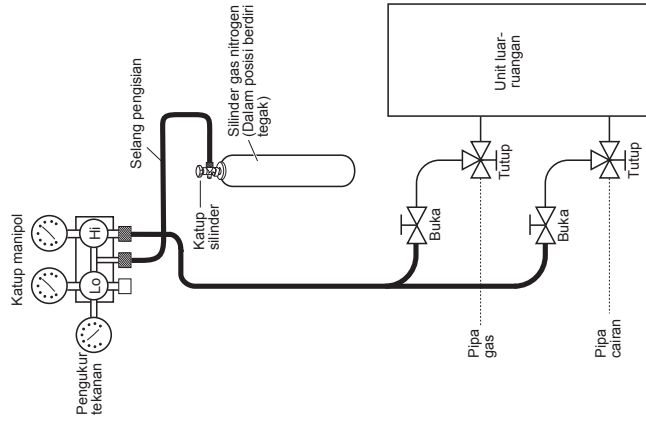 Pengukur
tekanan
Katup manipol
Lo
Hi
Selang pengisian
Katup
silinder
Silinder gas nitrogen
(Dalam posisi berdiri
tegak)
Unit luar-
ruangan
Buka
Tutup
Buka
Tutup
Pipa
gas
Pipa
cairan